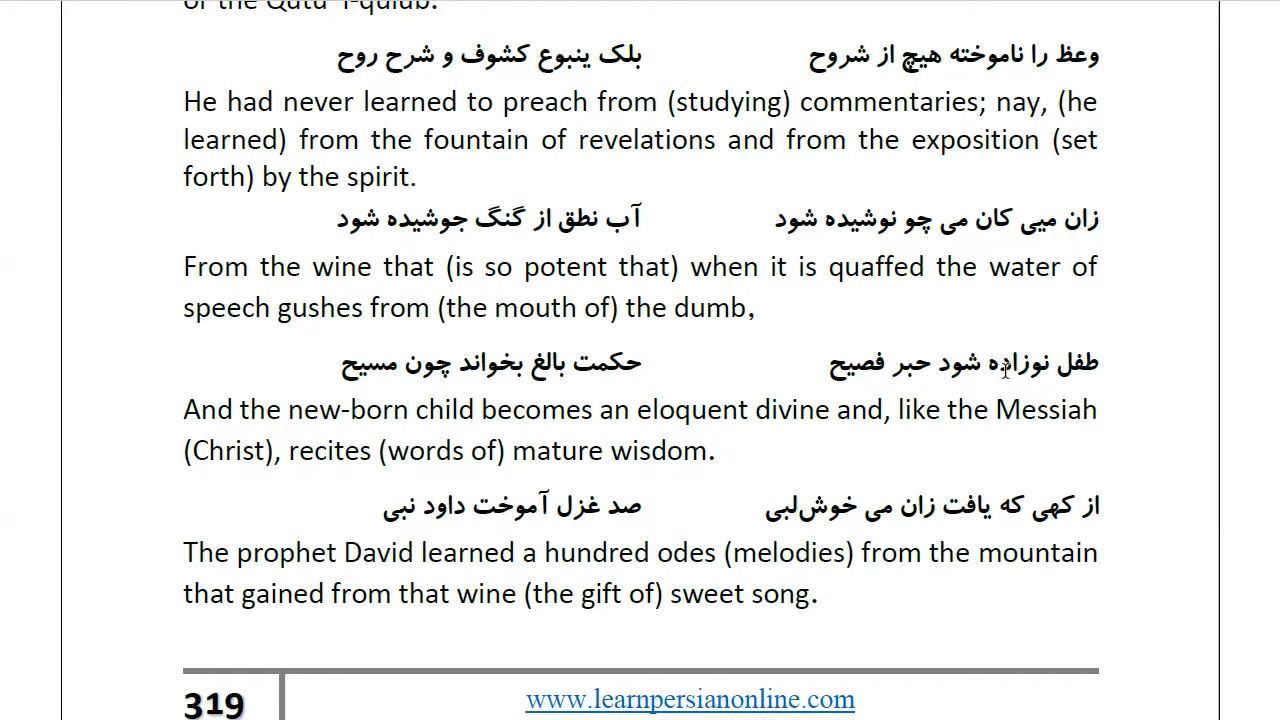 of the Qútu 'l-qulúb.
وعظ را ناموخته هیچ از شروح بلک ینبوع کشوف و شرح روح
He had never learned to preach from (studying) commentaries; nay, (he
learned) from the fountain of revelations and from the exposition (set
forth) by the spirit.
زان میی کان می چو نوشیده شود آب نطق از گنگ جوشیده شود
From the wine that (is so potent that) when it is quaffed the water of
speech gushes from (the mouth of) the dumb,
طفل نوزاده شود حبر فصیح حکمت بالغ بخواند چون مسیح
And the new-born child becomes an eloquent divine and, like the Messiah
(Christ), recites (words of) mature wisdom.
از کهی که یافت زان می خوش‌لبی صد غزل آموخت داود نبی
The prophet David learned a hundred odes (melodies) from the mountain
that gained from that wine (the gift of) sweet song.
319 www.learnpersianonline.com